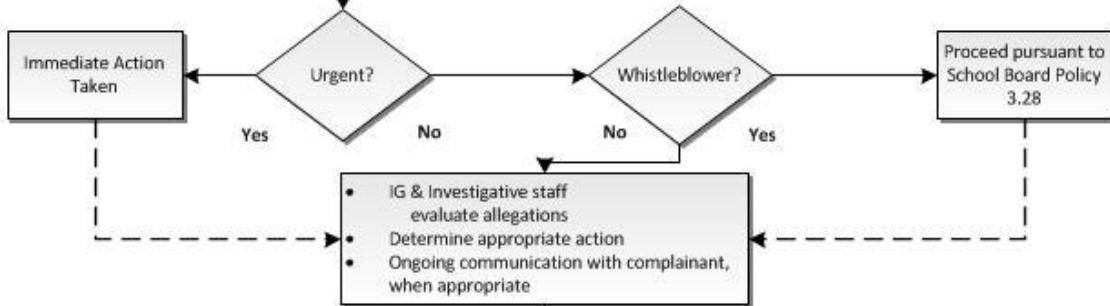 Immediate Action
Taken
Urgent?
Whistleblower?
Proceed pursuant to
School Board Policy
3.28
Yes
No
No
Yes
• IG & Investigative staff
evaluate allegations
• Determine appropriate action
• Ongoing communication with complainant,
when appropriate